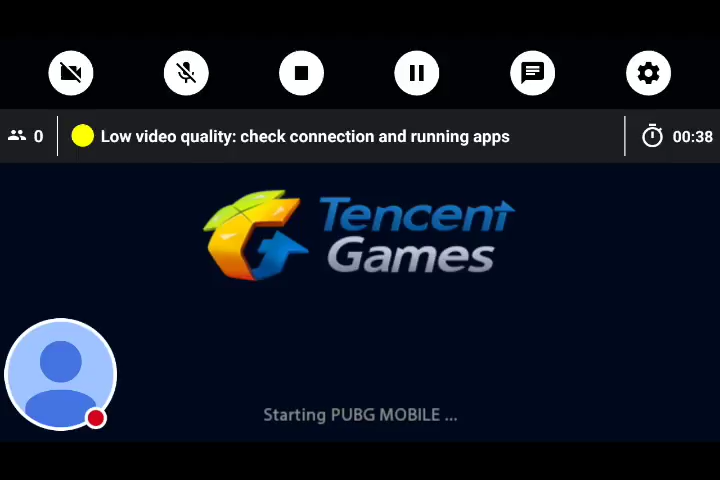 0
Low video quality: check connection and running apps
00:38
Tencent
Games
Starting PUBG MOBILE ...